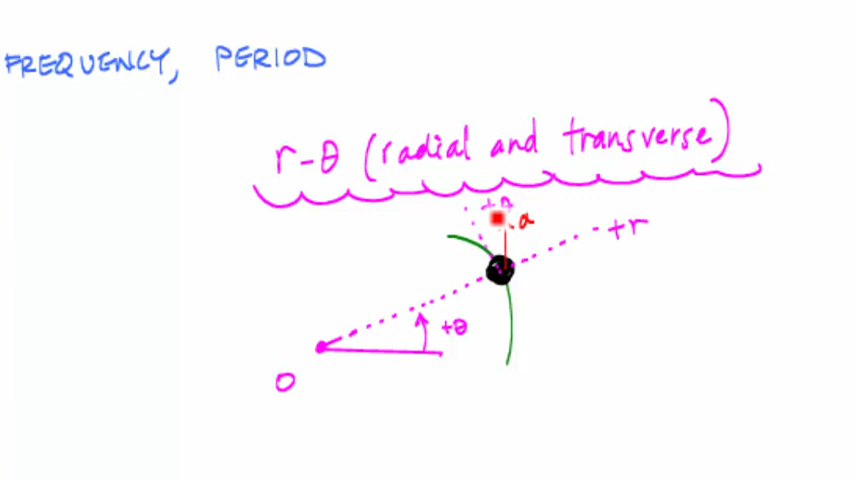 FREQUENCY, PERIOD
r-θ (radial and transverse)
+θ
a
+r
+θ
O